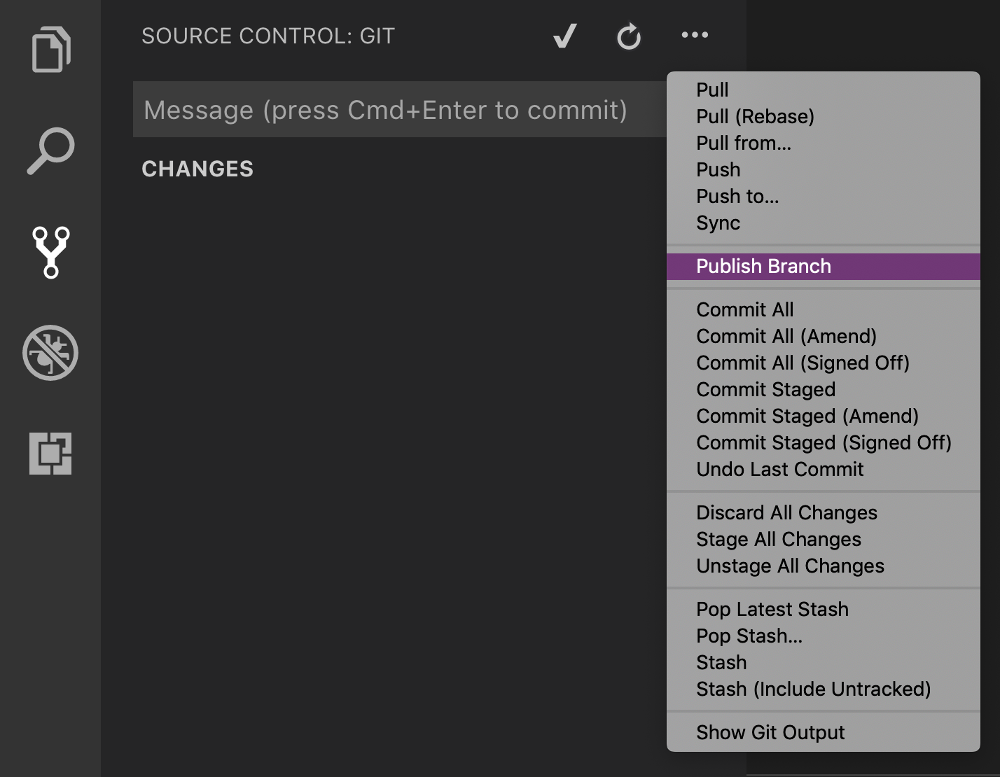 SOURCE CONTROL: GIT
Message (press Cmd+Enter to commit)
CHANGES
Pull
Pull (Rebase)
Pull from...
Push
Push to...
Sync
Publish Branch
Commit All
Commit All (Amend)
Commit All (Signed Off)
Commit Staged
Commit Staged (Amend)
Commit Staged (Signed Off)
Undo Last Commit
Discard All Changes
Stage All Changes
Unstage All Changes
Pop Latest Stash
Pop Stash...
Stash
Stash (Include Untracked)
Show Git Output